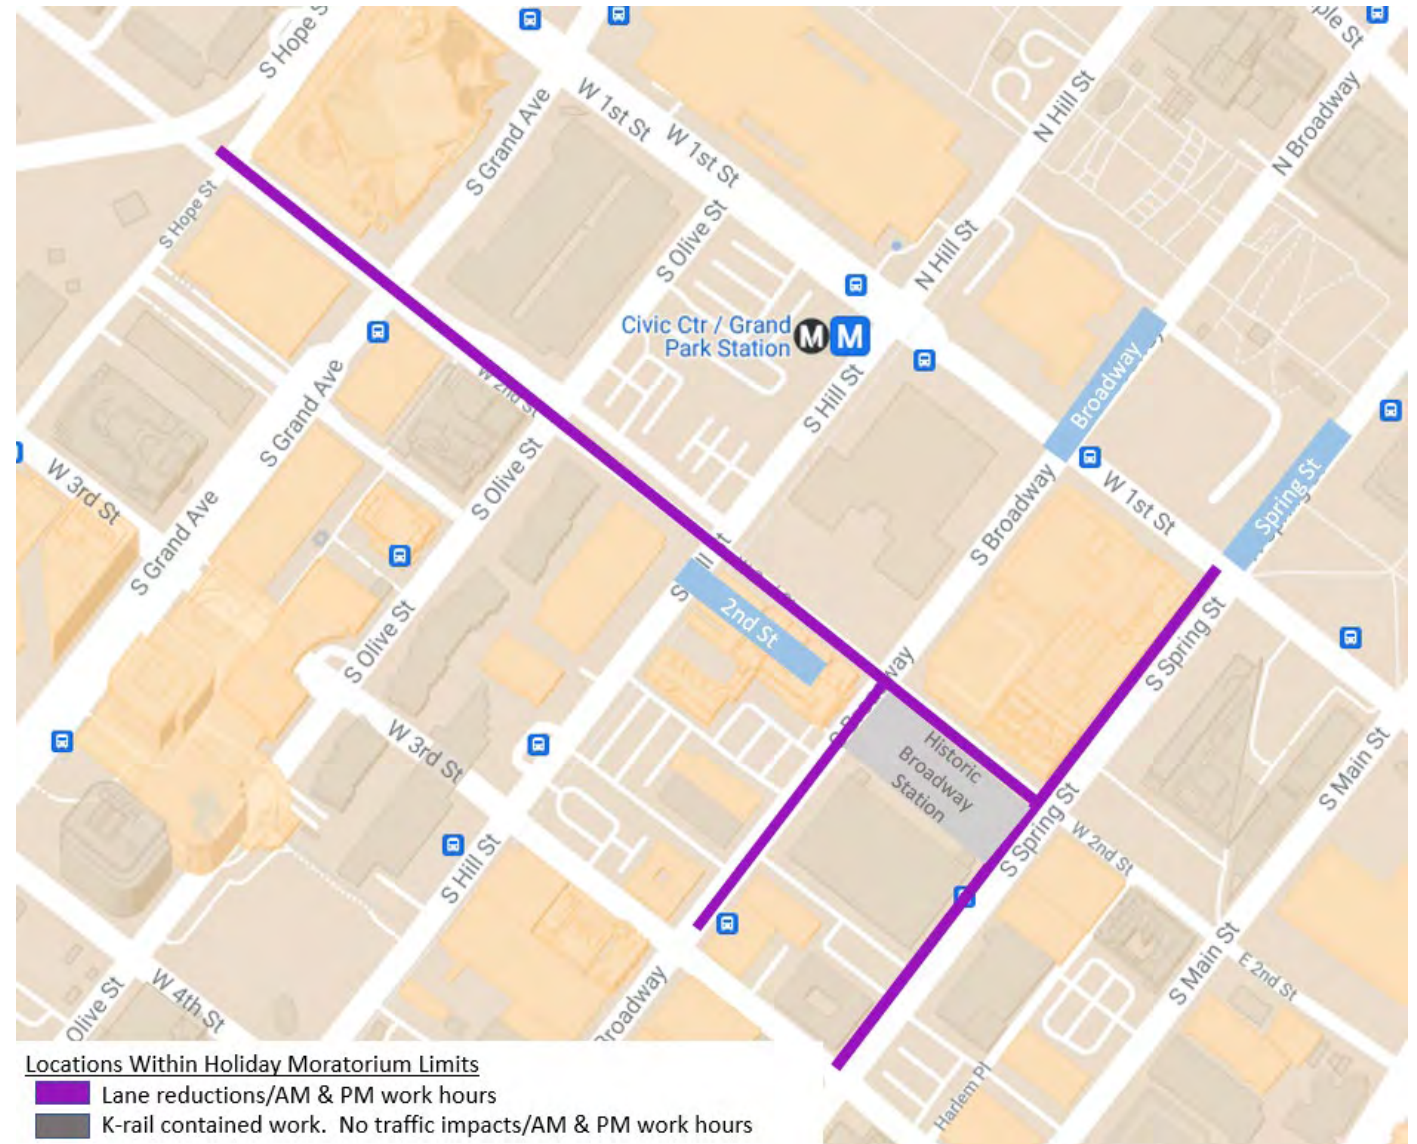 S Hope S
ple St
S Grand Ave
W 1st St
W 1st St
N Hill St
N Broadway
S Hope St
S Olive St
N Hill St
Civic Ctr / Grand
Park Station
M
M
Broadway
S Grand Ave
W 2nd St
S Hill St
S Olive St
W 3rd St
S Broadway
W 1st St
Spring St
S Grand Ave
S
2nd St
S Olive St
S Spring St
Historic
Broadway
Station
W 3rd St
S Main St
S Hill St
S Spring St
W 2nd St
S Main St
E 2nd St
Olive St
W 4th St
Broadway
Harlem Pl
Locations Within Holiday Moratorium Limits
Lane reductions/AM & PM work hours
K-rail contained work.  No traffic impacts/AM & PM work hours